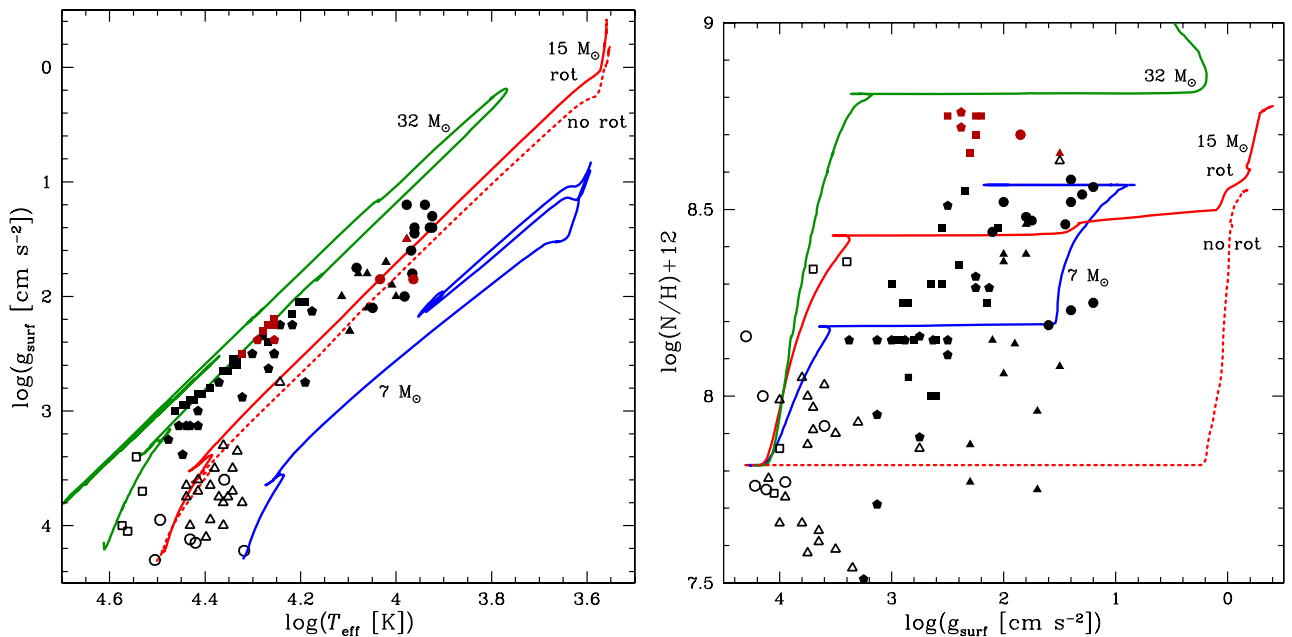 0
1
2
3
4
log(g_surf [cm s⁻²])
15 M⊙
rot
no rot
32 M⊙
7 M⊙
4.6
4.4
4.2
4
3.8
3.6
log(T_eff [K])
9
8.5
8
7.5
log(N/H)+12
32 M⊙
15 M⊙
rot
no rot
7 M⊙
4
3
2
1
0
log(g_surf [cm s⁻²])